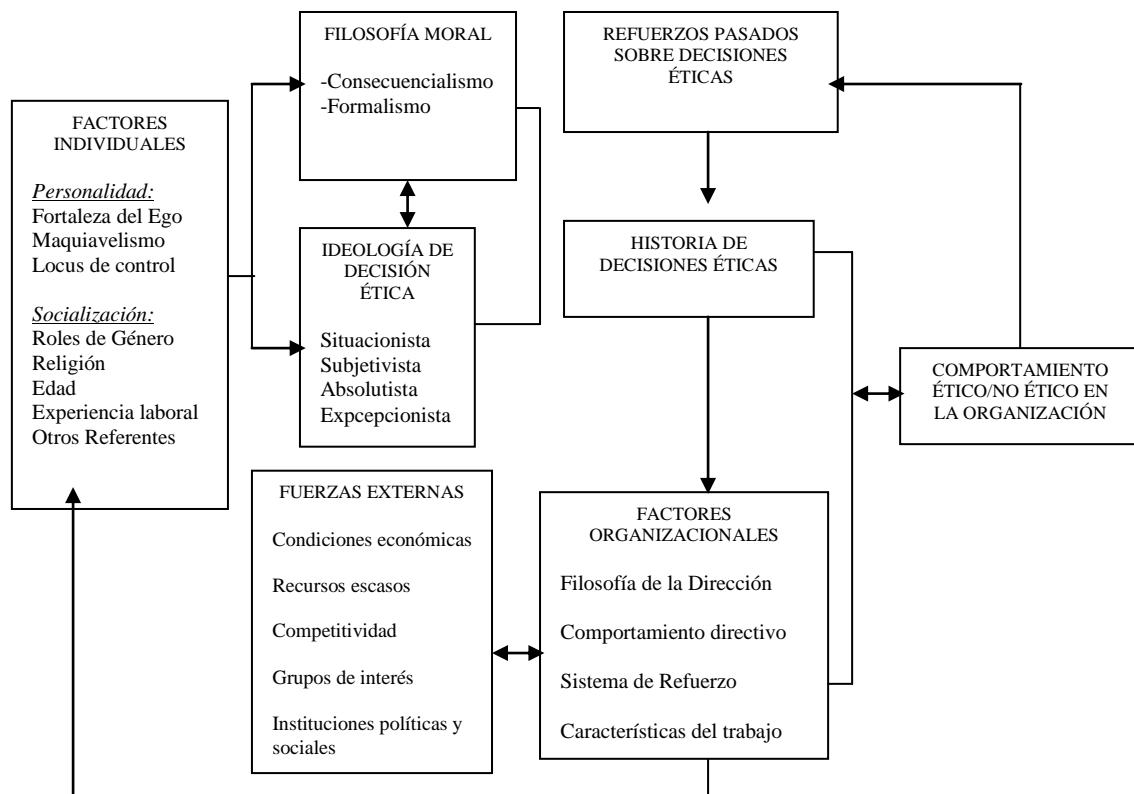 FACTORES
INDIVIDUALES
Personalidad:
Fortaleza del Ego
Maquiavelismo
Locus de control
Socialización:
Roles de Género
Religión
Edad
Experiencia laboral
Otros Referentes
FILOSOFÍA MORAL
-Consecuencialismo
-Formalismo
IDEOLOGÍA DE
DECISIÓN
ÉTICA
Situacionista
Subjetivista
Absolutista
Expcepcionista
REFUERZOS PASADOS
SOBRE DECISIONES
ÉTICAS
HISTORIA DE
DECISIONES ÉTICAS
COMPORTAMIENTO
ÉTICO/NO ÉTICO EN
LA ORGANIZACIÓN
FUERZAS EXTERNAS
Condiciones económicas
Recursos escasos
Competitividad
Grupos de interés
Instituciones políticas y
sociales
FACTORES
ORGANIZACIONALES
Filosofía de la Dirección
Comportamiento directivo
Sistema de Refuerzo
Características del trabajo